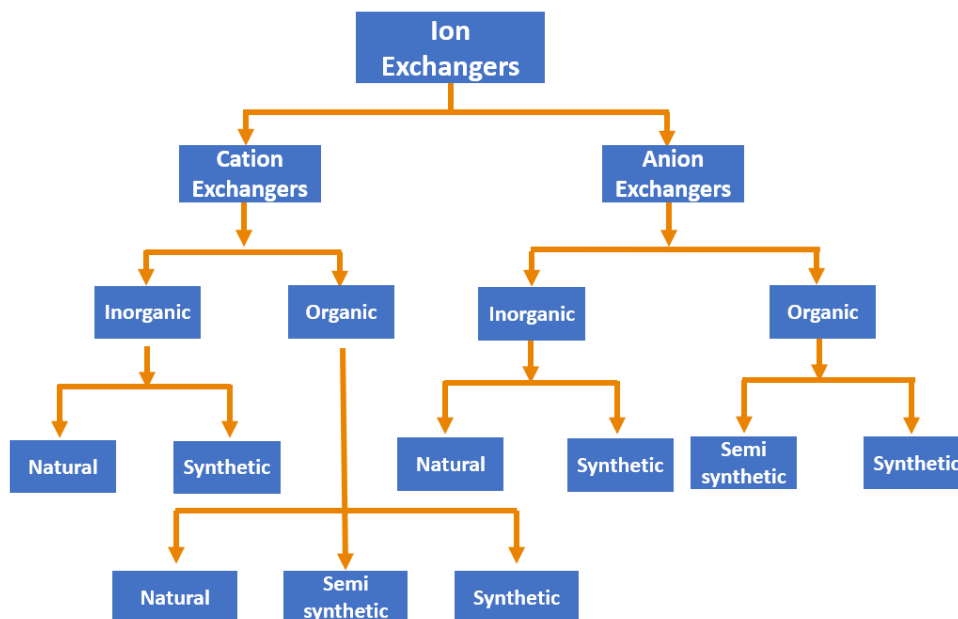 Ion
Exchangers
Cation
Exchangers
Anion
Exchangers
Inorganic
Organic
Inorganic
Organic
Natural
Synthetic
Natural
Synthetic
Semi
synthetic
Synthetic
Natural
Semi
synthetic
Synthetic